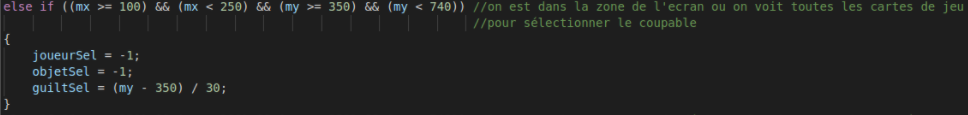 else if ((mx >= 100) && (mx < 250) && (my >= 350) && (my < 740)) //on est dans la zone de l'ecran ou on voit toutes les cartes de jeu
//pour sélectionner le coupable
{
joueurSel = -1;
objetSel = -1;
guiltSel = (my - 350) / 30;
}